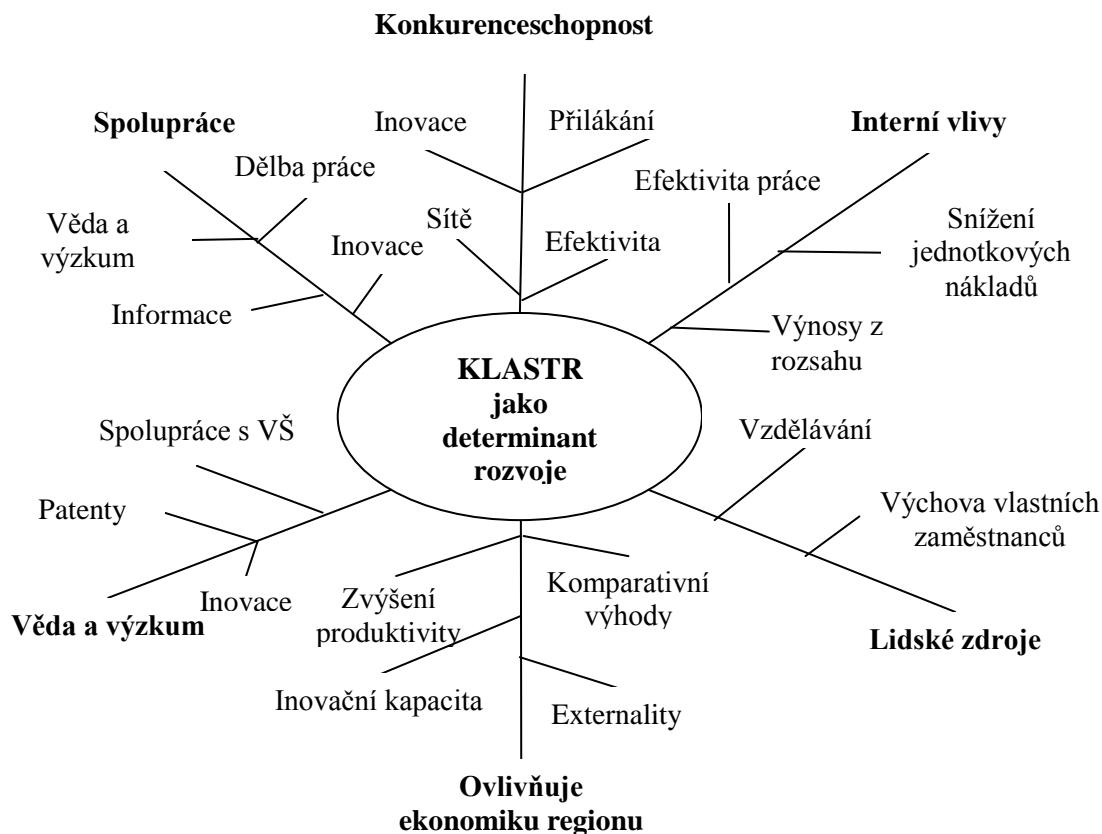 Konkurenceschopnost
Spolupráce
Inovace
Přilákání
Interní vlivy
Dělba práce
Efektivita práce
Věda a
výzkum
Sítě
Inovace
Efektivita
Snížení
jednotkových
nákladů
Informace
Výnosy z
rozsahu
KLASTR
jako
determinant
rozvoje
Spolupráce s VŠ
Vzdělávání
Patenty
Výchova vlastních
zaměstnanců
Inovace
Věda a výzkum
Zvýšení
produktivity
Komparativní
výhody
Lidské zdroje
Inovační kapacita
Externality
Ovlivňuje
ekonomiku regionu